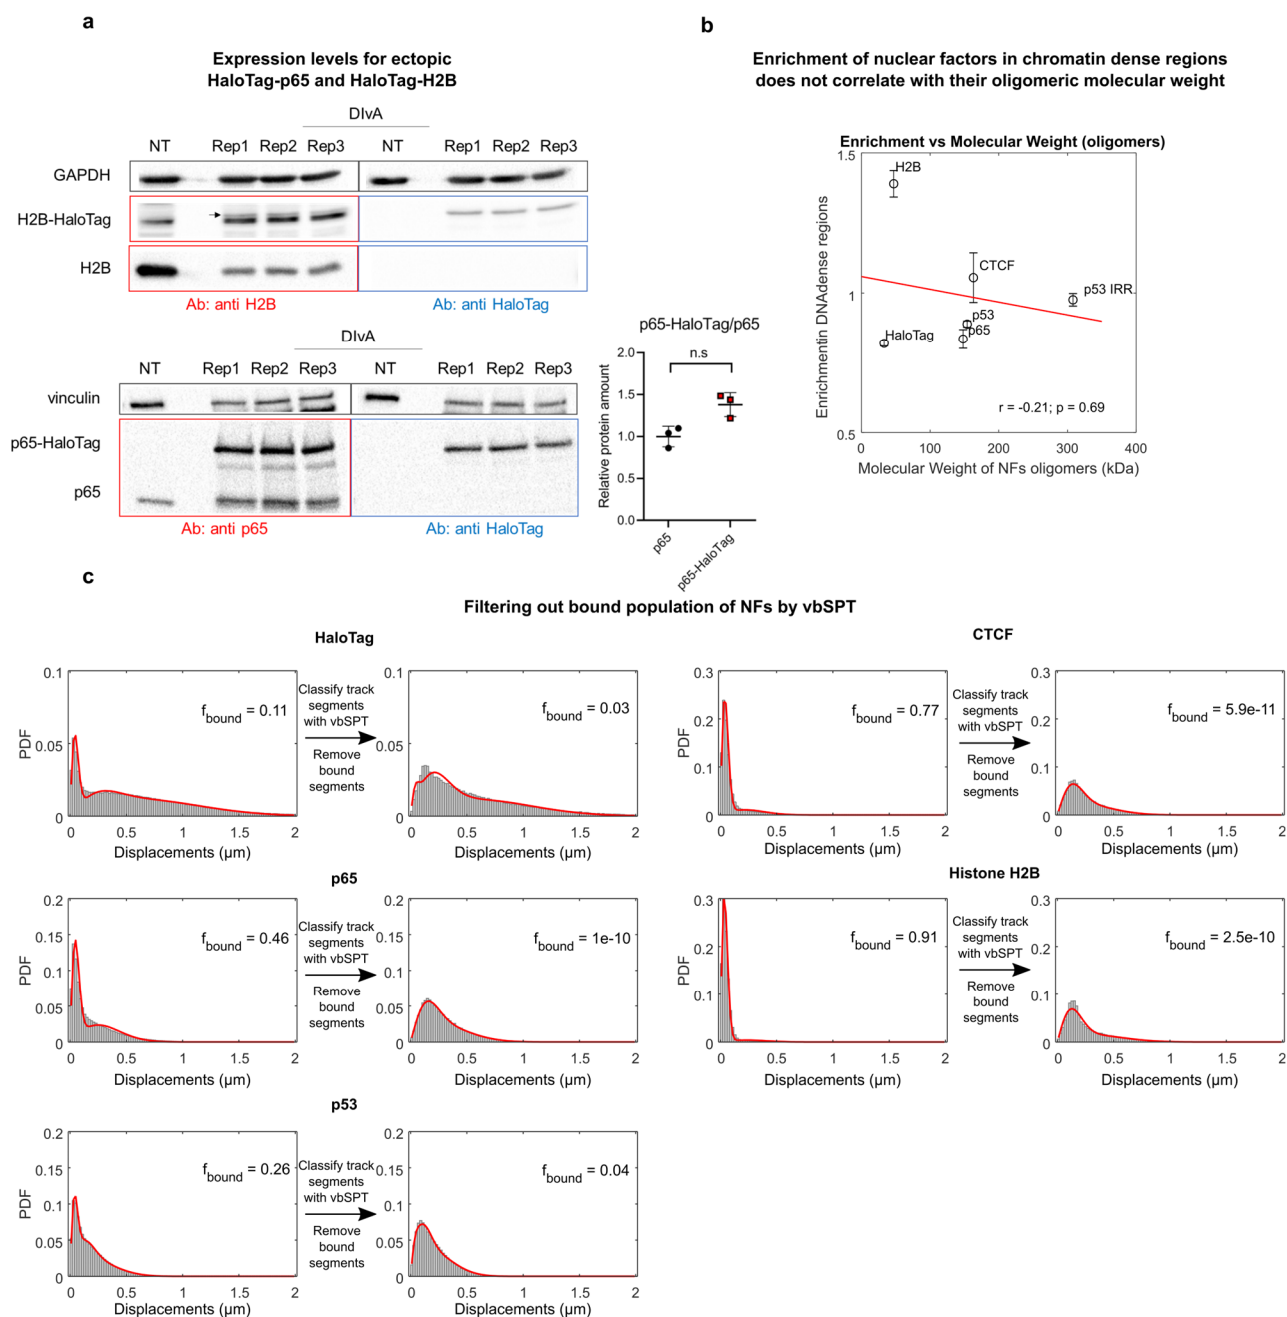 a
Expression levels for ectopic
HaloTag-p65 and HaloTag-H2B
DIvA
NT Rep1 Rep2 Rep3 NT Rep1 Rep2 Rep3
GAPDH
H2B-HaloTag
H2B
Ab: anti H2B Ab: anti HaloTag
DIvA
NT Rep1 Rep2 Rep3 NT Rep1 Rep2 Rep3
vinculin
p65-HaloTag
p65
Ab: anti p65 Ab: anti HaloTag
p65-HaloTag/p65
n.s
2.0
1.5
1.0
0.5
0.0
Relative protein amount
p65
p65-HaloTag
b
Enrichment of nuclear factors in chromatin dense regions
does not correlate with their oligomeric molecular weight
Enrichment vs Molecular Weight (oligomers)
1.5
1
0.5
Enrichmentin DNAdense regions
H2B
CTCF
p53 IRR
p53
p65
HaloTag
r = -0.21; p = 0.69
0 100 200 300 400
Molecular Weight of NFs oligomers (kDa)
c
Filtering out bound population of NFs by vbSPT
HaloTag
0.1
0.05
0
PDF
f bound = 0.11
0 0.5 1 1.5 2
Displacements (µm)
Classify track
segments
with vbSPT
Remove
bound
segments
0.1
0.05
0
f bound = 0.03
0 0.5 1 1.5 2
Displacements (µm)
CTCF
0.3
0.2
0.1
0
PDF
f bound = 0.77
0 0.5 1 1.5 2
Displacements (µm)
Classify track
segments
with vbSPT
Remove
bound
segments
0.3
0.2
0.1
0
f bound = 5.9e-11
0 0.5 1 1.5 2
Displacements (µm)
p65
0.2
0.15
0.1
0.05
0
PDF
f bound = 0.46
0 0.5 1 1.5 2
Displacements (µm)
Classify track
segments
with vbSPT
Remove
bound
segments
0.2
0.15
0.1
0.05
0
f bound = 1e-10
0 0.5 1 1.5 2
Displacements (µm)
Histone H2B
0.3
0.2
0.1
0
PDF
f bound = 0.91
0 0.5 1 1.5 2
Displacements (µm)
Classify track
segments
with vbSPT
Remove
bound
segments
0.3
0.2
0.1
0
f bound = 2.5e-10
0 0.5 1 1.5 2
Displacements (µm)
p53
0.2
0.15
0.1
0.05
0
PDF
f bound = 0.26
0 0.5 1 1.5 2
Displacements (µm)
Classify track
segments
with vbSPT
Remove
bound
segments
0.2
0.15
0.1
0.05
0
f bound = 0.04
0 0.5 1 1.5 2
Displacements (µm)